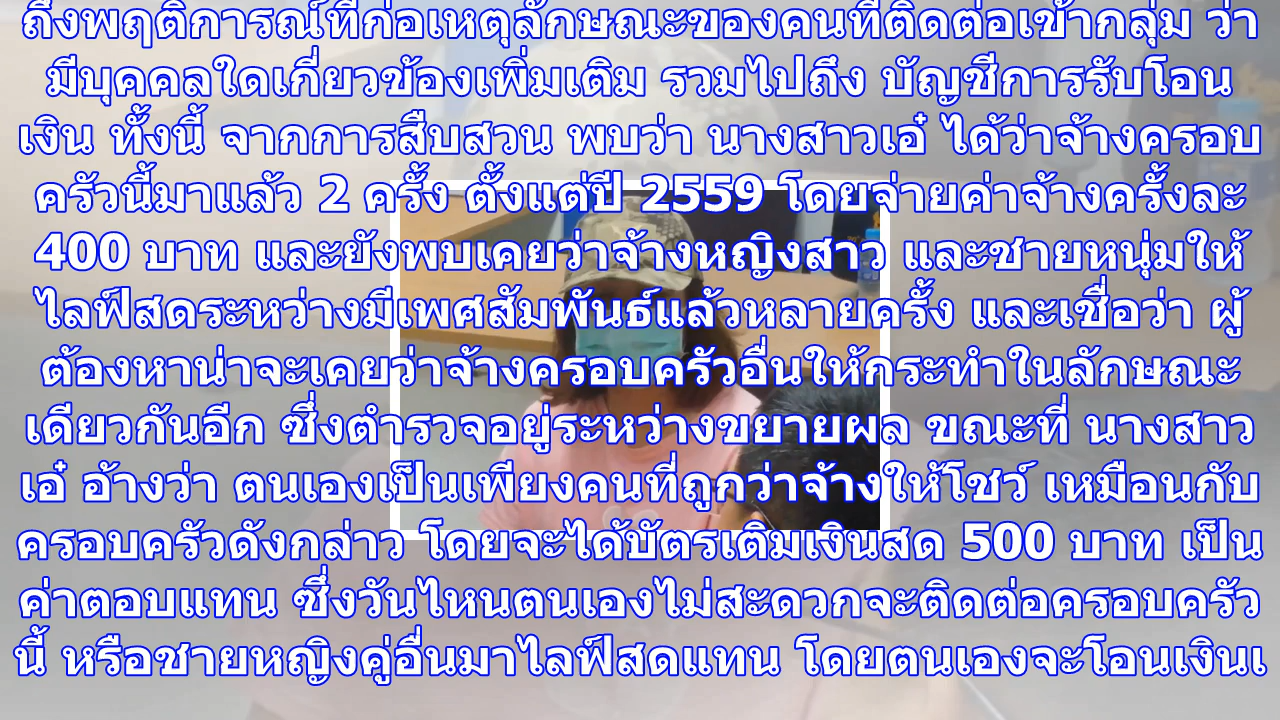 ถึงพฤติการณ์ที่ก่อเหตุลักษณะของคนที่ติดต่อเข้ากลุ่ม ว่า
มีบุคคลใดเกี่ยวข้องเพิ่มเติม รวมไปถึง บัญชีการรับโอน
เงิน ทั้งนี้ จากการสืบสวน พบว่า นางสาวเอ๋ ได้ว่าจ้างครอบ
ครัวนี้มาแล้ว 2 ครั้ง ตั้งแต่ปี 2559 โดยจ่ายค่าจ้างครั้งละ
400 บาท และยังพบเคยว่าจ้างหญิงสาว และชายหนุ่มให้
ไลฟ์สดระหว่างมีเพศสัมพันธ์แล้วหลายครั้ง และเชื่อว่า ผู้
ต้องหาน่าจะเคยว่าจ้างครอบครัวอื่นให้กระทำในลักษณะ
เดียวกันอีก ซึ่งตำรวจอยู่ระหว่างขยายผล ขณะที่ นางสาว
เอ๋ อ้างว่า ตนเองเป็นเพียงคนที่ถูกว่าจ้างให้โชว์ เหมือนกับ
ครอบครัวดังกล่าว โดยจะได้บัตรเติมเงินสด 500 บาท เป็น
ค่าตอบแทน ซึ่งวันไหนตนเองไม่สะดวกจะติดต่อครอบครัว
นี้ หรือชายหญิงคู่อื่นมาไลฟ์สดแทน โดยตนเองจะโอนเงินเ